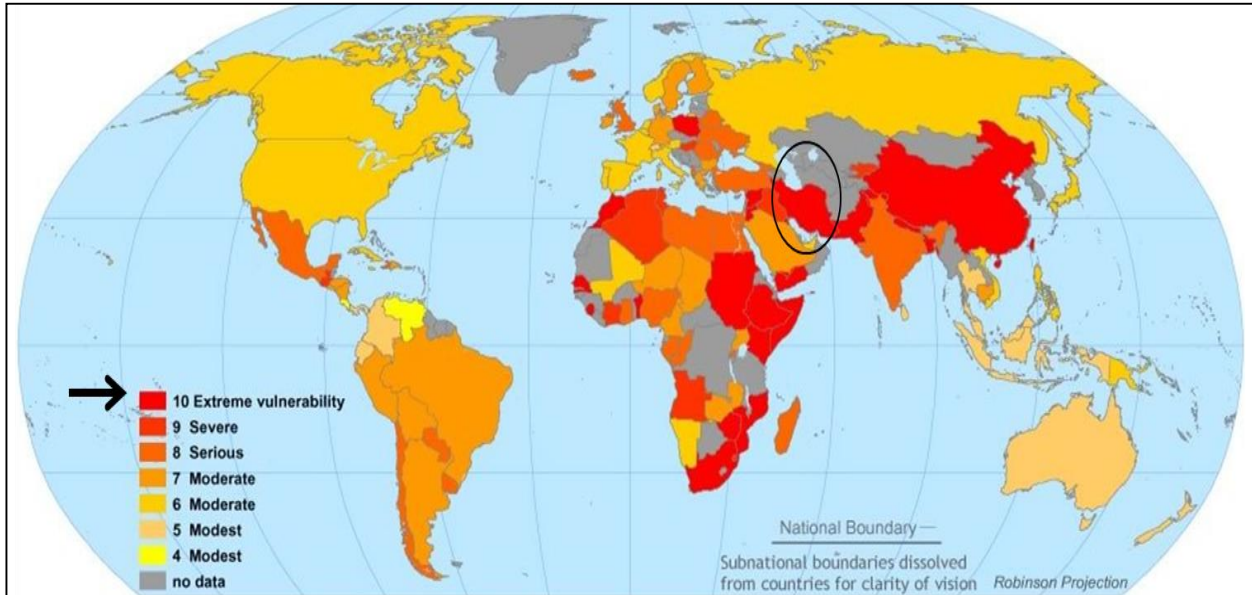 10 Extreme vulnerability
9 Severe
8 Serious
7 Moderate
6 Moderate
5 Modest
4 Modest
no data
National Boundary
Subnational boundaries dissolved
from countries for clarity of vision
Robinson Projection